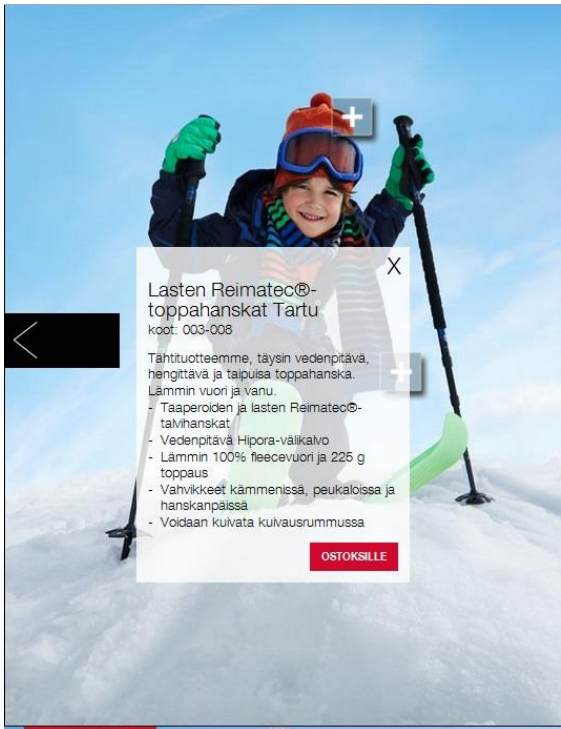 X
Lasten Reimatec®-
toppahanskat Tartu
koot: 003-008
Tähtituotteemme, täysin vedenpitävä,
hengittävä ja taipuisa toppahanska.
Lämmin vuori ja vanu.
- Taaperoiden ja lasten Reimatec®-
talvihanskat
- Vedenpitävä Hipora-välikalvo
- Lämmin 100% fleecevuori ja 225 g
toppaus
- Vahvikkeet kämmenissä, peukaloissa ja
hanskanpäissä
- Voidaan kuivata kuivausrummussa
OSTOKSILLE